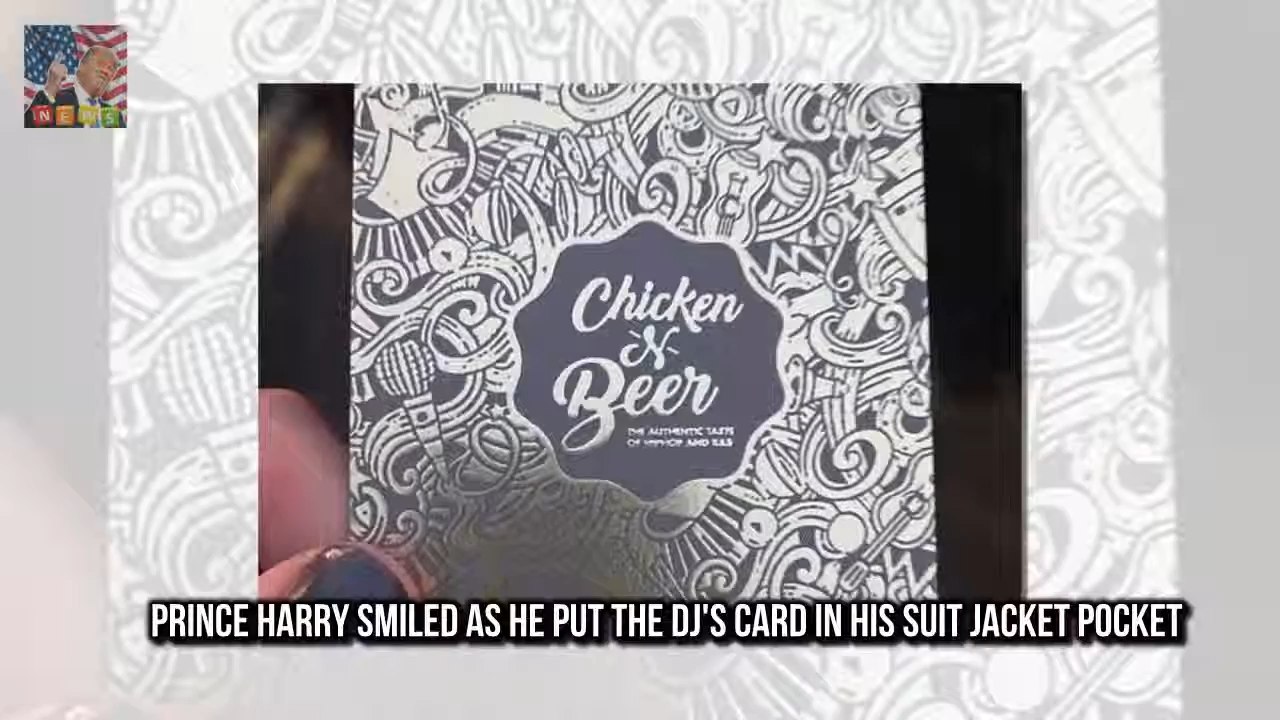 NEWS
Chicken
N
Beer
THE AUTHENTIC TASTE
OF HIPHOP AND R&B
PRINCE HARRY SMILED AS HE PUT THE DJ'S CARD IN HIS SUIT JACKET POCKET